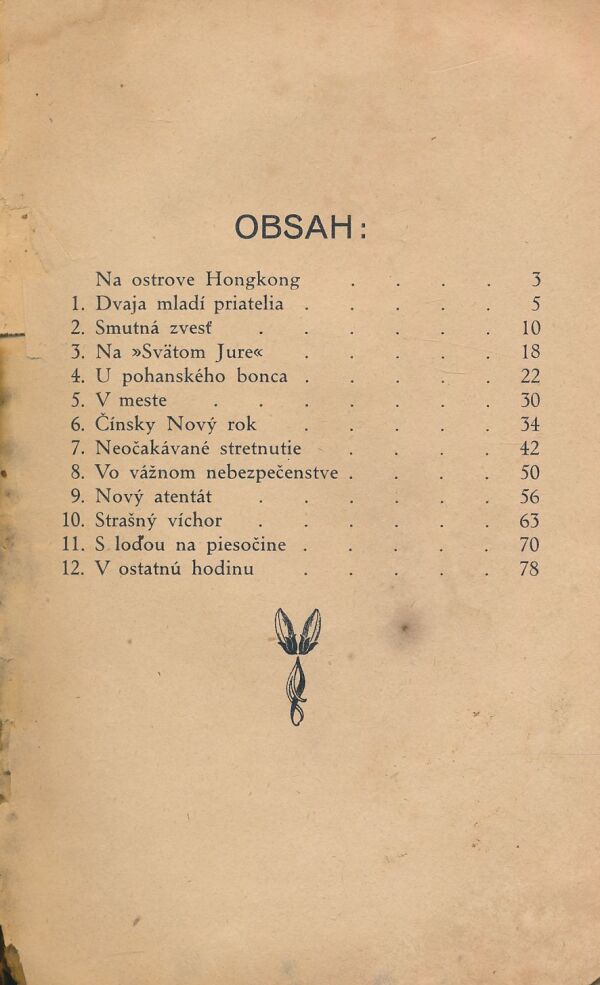 OBSAH:
Na ostrove Hongkong . . . . 3
1. Dvaja mladí priatelia . . . . . 5
2. Smutná zvesť . . . . . . 10
3. Na »Svätom Jure« . . . . . 18
4. U pohanského bonca . . . . . 22
5. V meste . . . . . . . 30
6. Čínsky Nový rok . . . . . 34
7. Neočakávané stretnutie . . . . 42
8. Vo vážnom nebezpečenstve . . . . 50
9. Nový atentát . . . . . . 56
10. Strašný víchor . . . . . . 63
11. S loďou na piesočine . . . . . 70
12. V ostatnú hodinu . . . . . 78